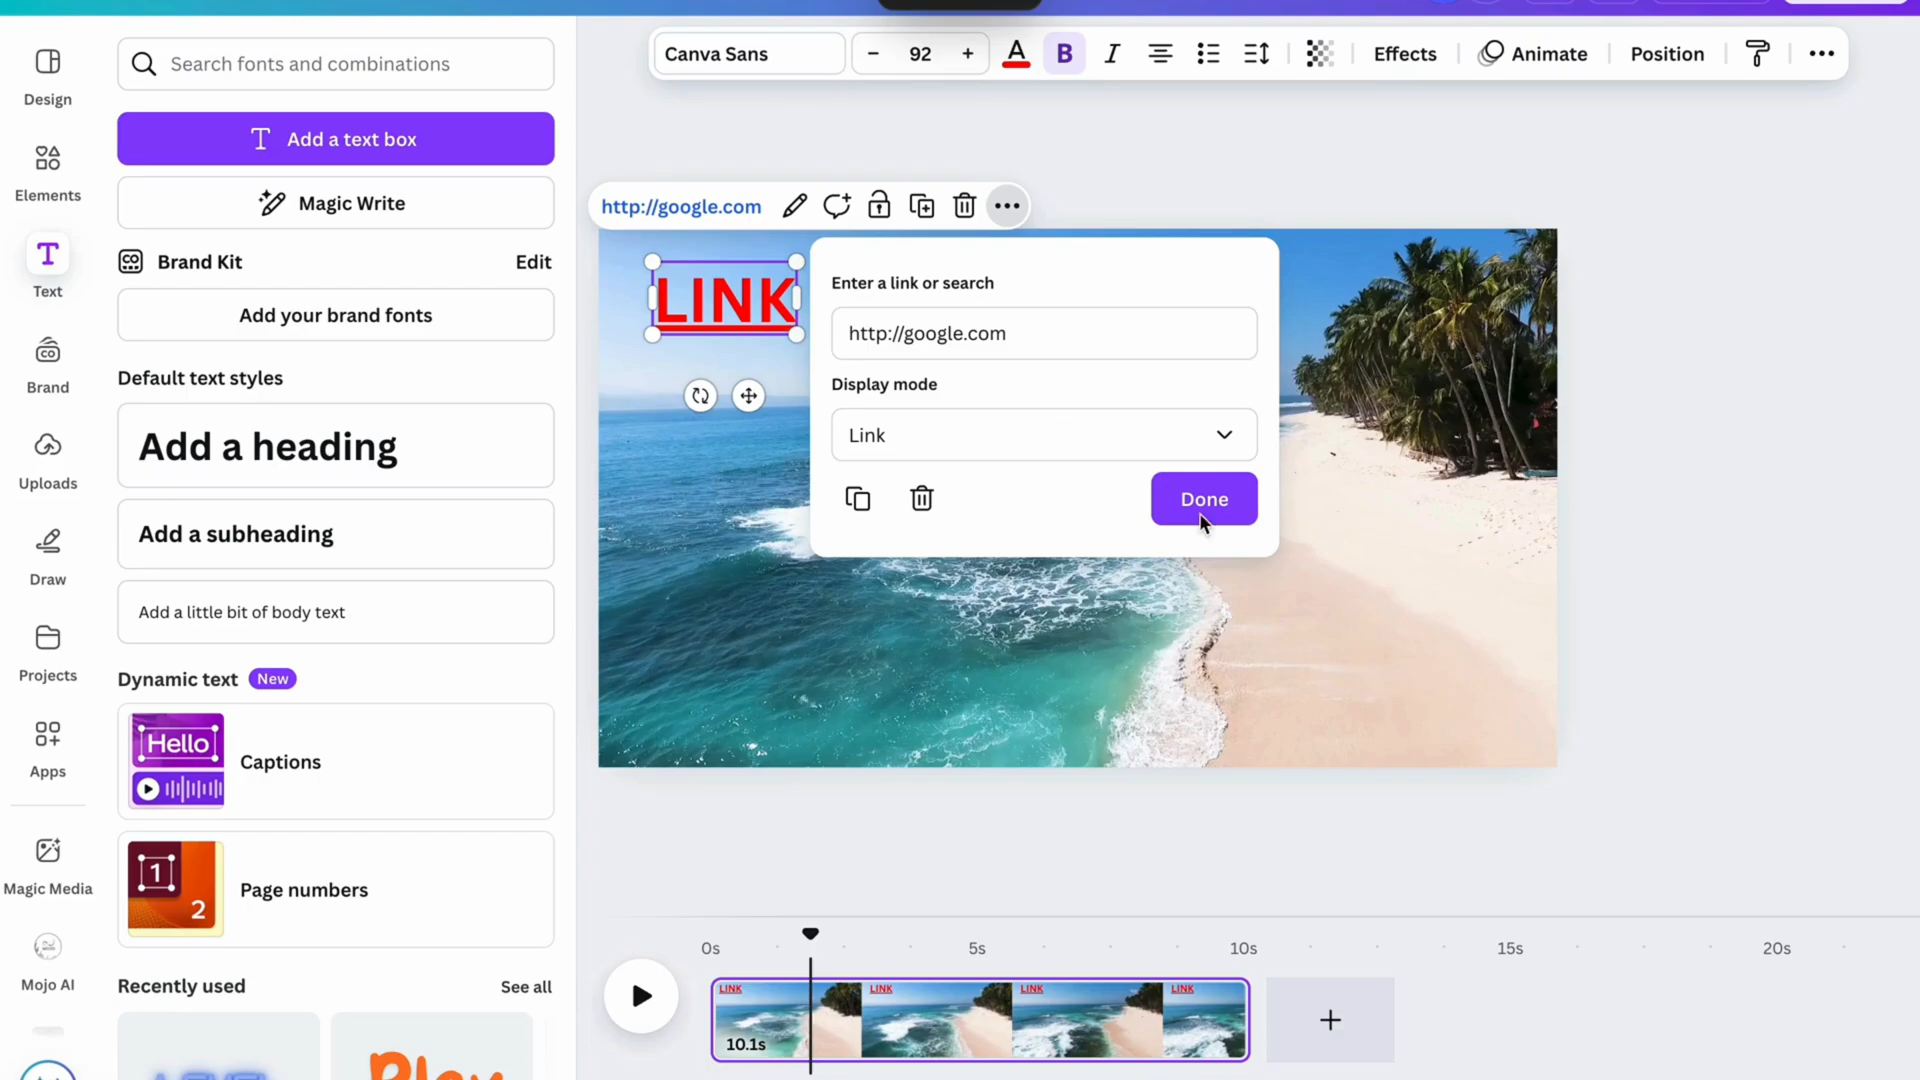 Canva Sans
− 92 +
A
B
I
Effects
Animate
Position
Search fonts and combinations
Design
Add a text box
Elements
Magic Write
Text
Brand Kit
Edit
Add your brand fonts
Brand
Default text styles
Add a heading
Uploads
Add a subheading
Draw
Add a little bit of body text
Projects
Dynamic text New
Hello
Captions
Apps
1
2
Page numbers
Magic Media
Mojo AI
Recently used
See all
http://google.com
LINK
Enter a link or search
http://google.com
Display mode
Link
Done
0s
5s
10s
15s
20s
LINK
LINK
LINK
LINK
10.1s
+